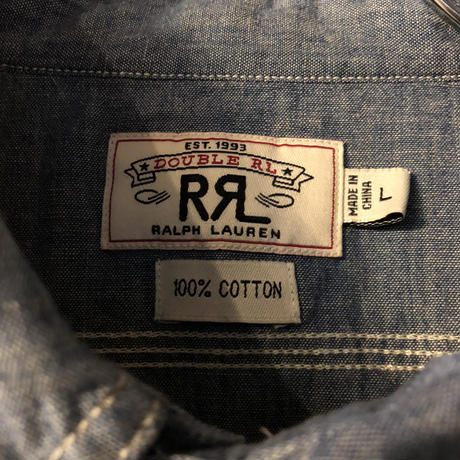 EST. 1993
DOUBLE RL
RRL
RALPH LAUREN
MADE IN
CHINA
L
100% COTTON